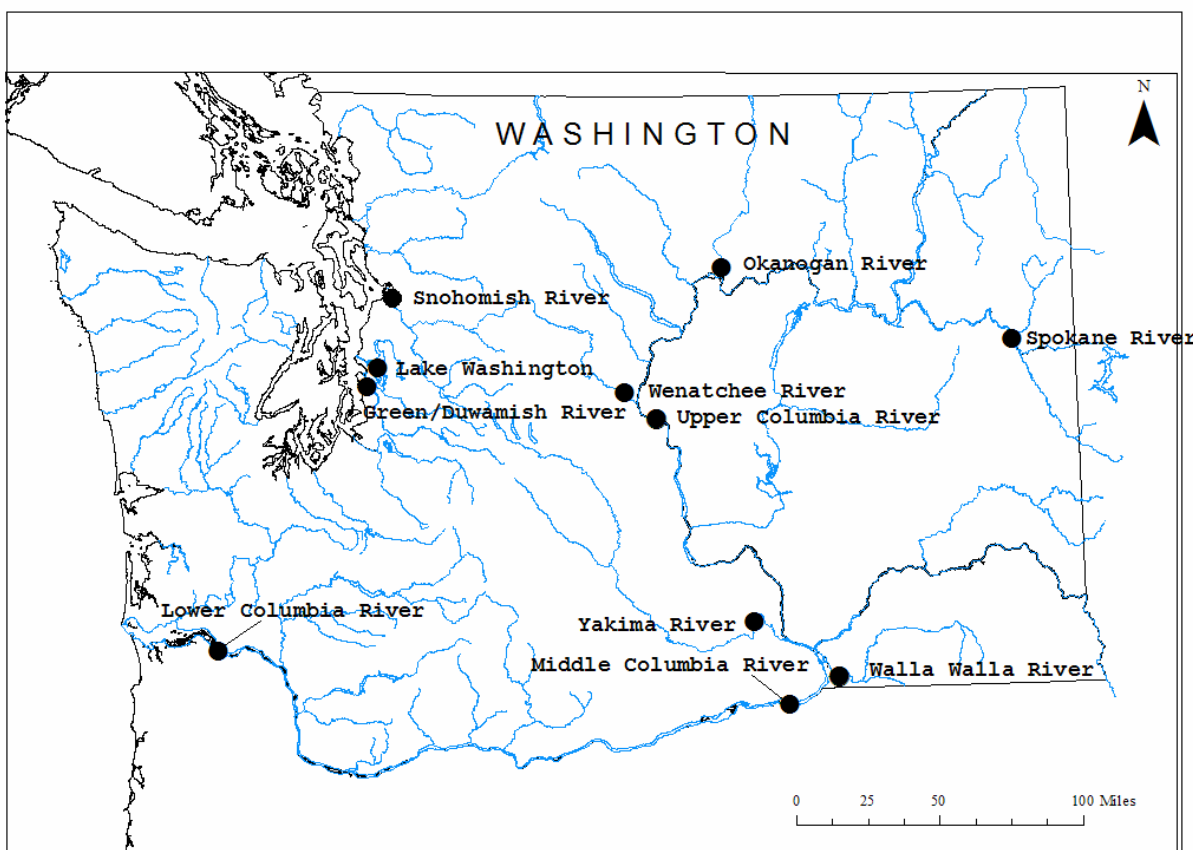 N
WASHINGTON
Okanogan River
Snohomish River
Spokane River
Lake Washington
Wenatchee River
Green/Duwamish River
Upper Columbia River
Lower Columbia River
Yakima River
Middle Columbia River
Walla Walla River
0 25 50 100 Miles